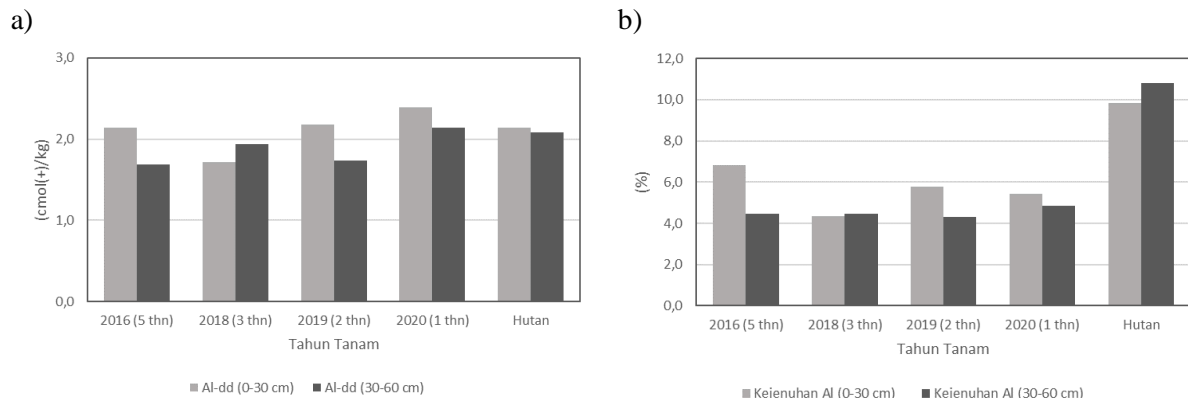 a)
3,0
2,0
1,0
0,0
(cmol(+)/kg)
2016 (5 thn) 2018 (3 thn) 2019 (2 thn) 2020 (1 thn) Hutan
Tahun Tanam
Al-dd (0-30 cm) Al-dd (30-60 cm)
b)
12,0
10,0
8,0
6,0
4,0
2,0
0,0
(%)
2016 (5 thn) 2018 (3 thn) 2019 (2 thn) 2020 (1 thn) Hutan
Tahun Tanam
Kejenuhan Al (0-30 cm) Kejenuhan Al (30-60 cm)